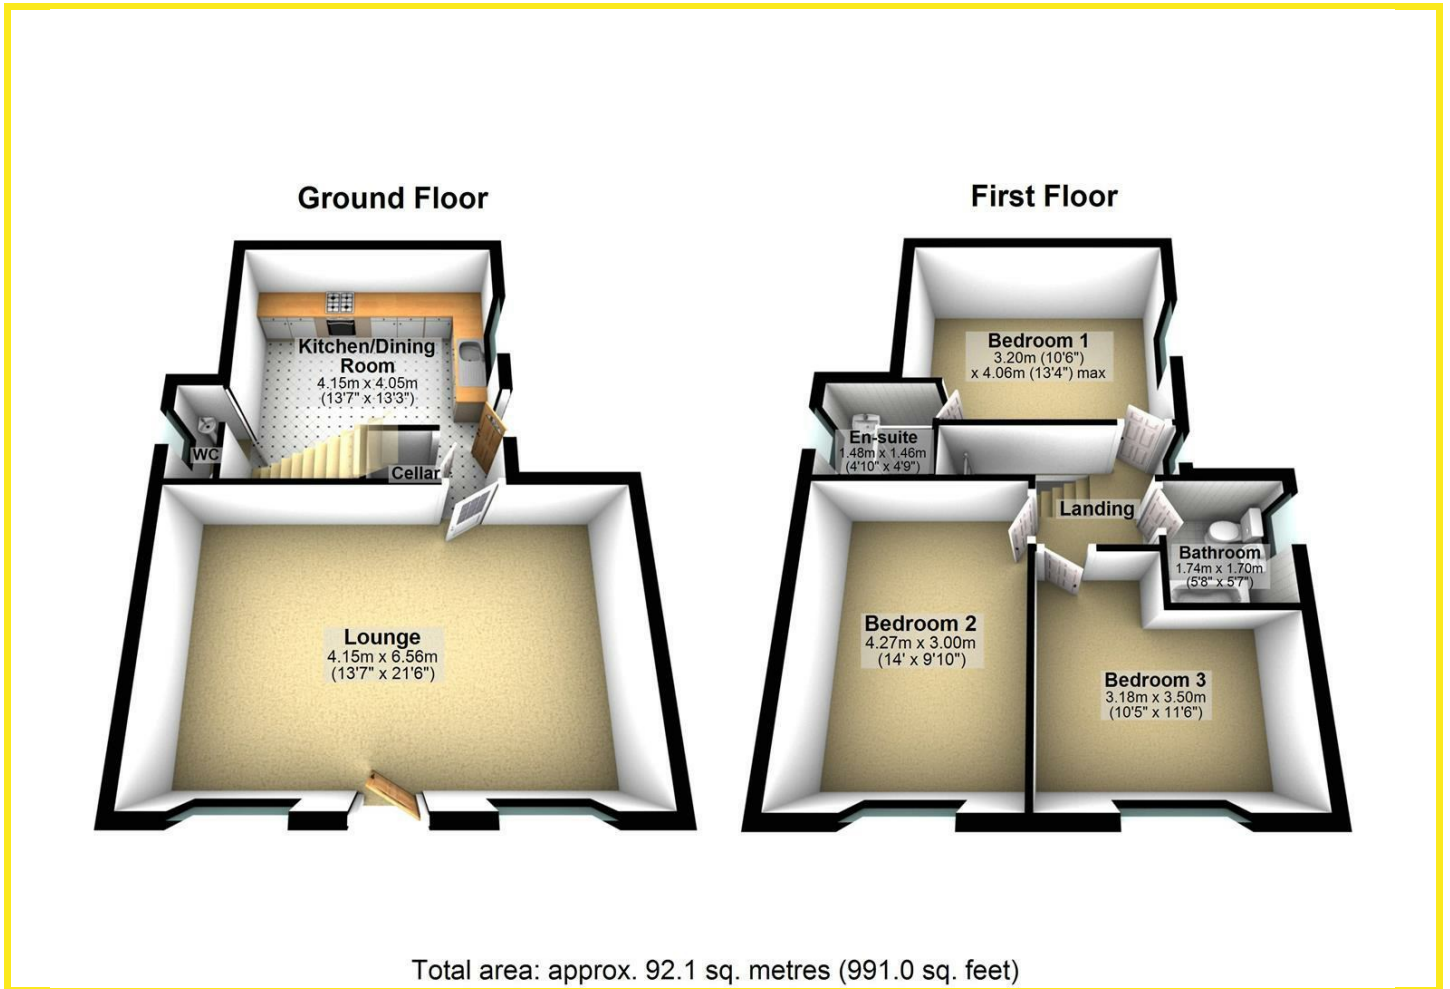 Ground Floor
Kitchen/Dining
Room
4.15m x 4.05m
(13'7" x 13'3")
WC
Cellar
Lounge
4.15m x 6.56m
(13'7" x 21'6")
First Floor
Bedroom 1
3.20m (10'6")
x 4.06m (13'4") max
En-suite
1.48m x 1.46m
(4'10" x 4'9")
Landing
Bathroom
1.74m x 1.70m
(5'8" x 5'7")
Bedroom 2
4.27m x 3.00m
(14' x 9'10")
Bedroom 3
3.18m x 3.50m
(10'5" x 11'6")
Total area: approx. 92.1 sq. metres (991.0 sq. feet)